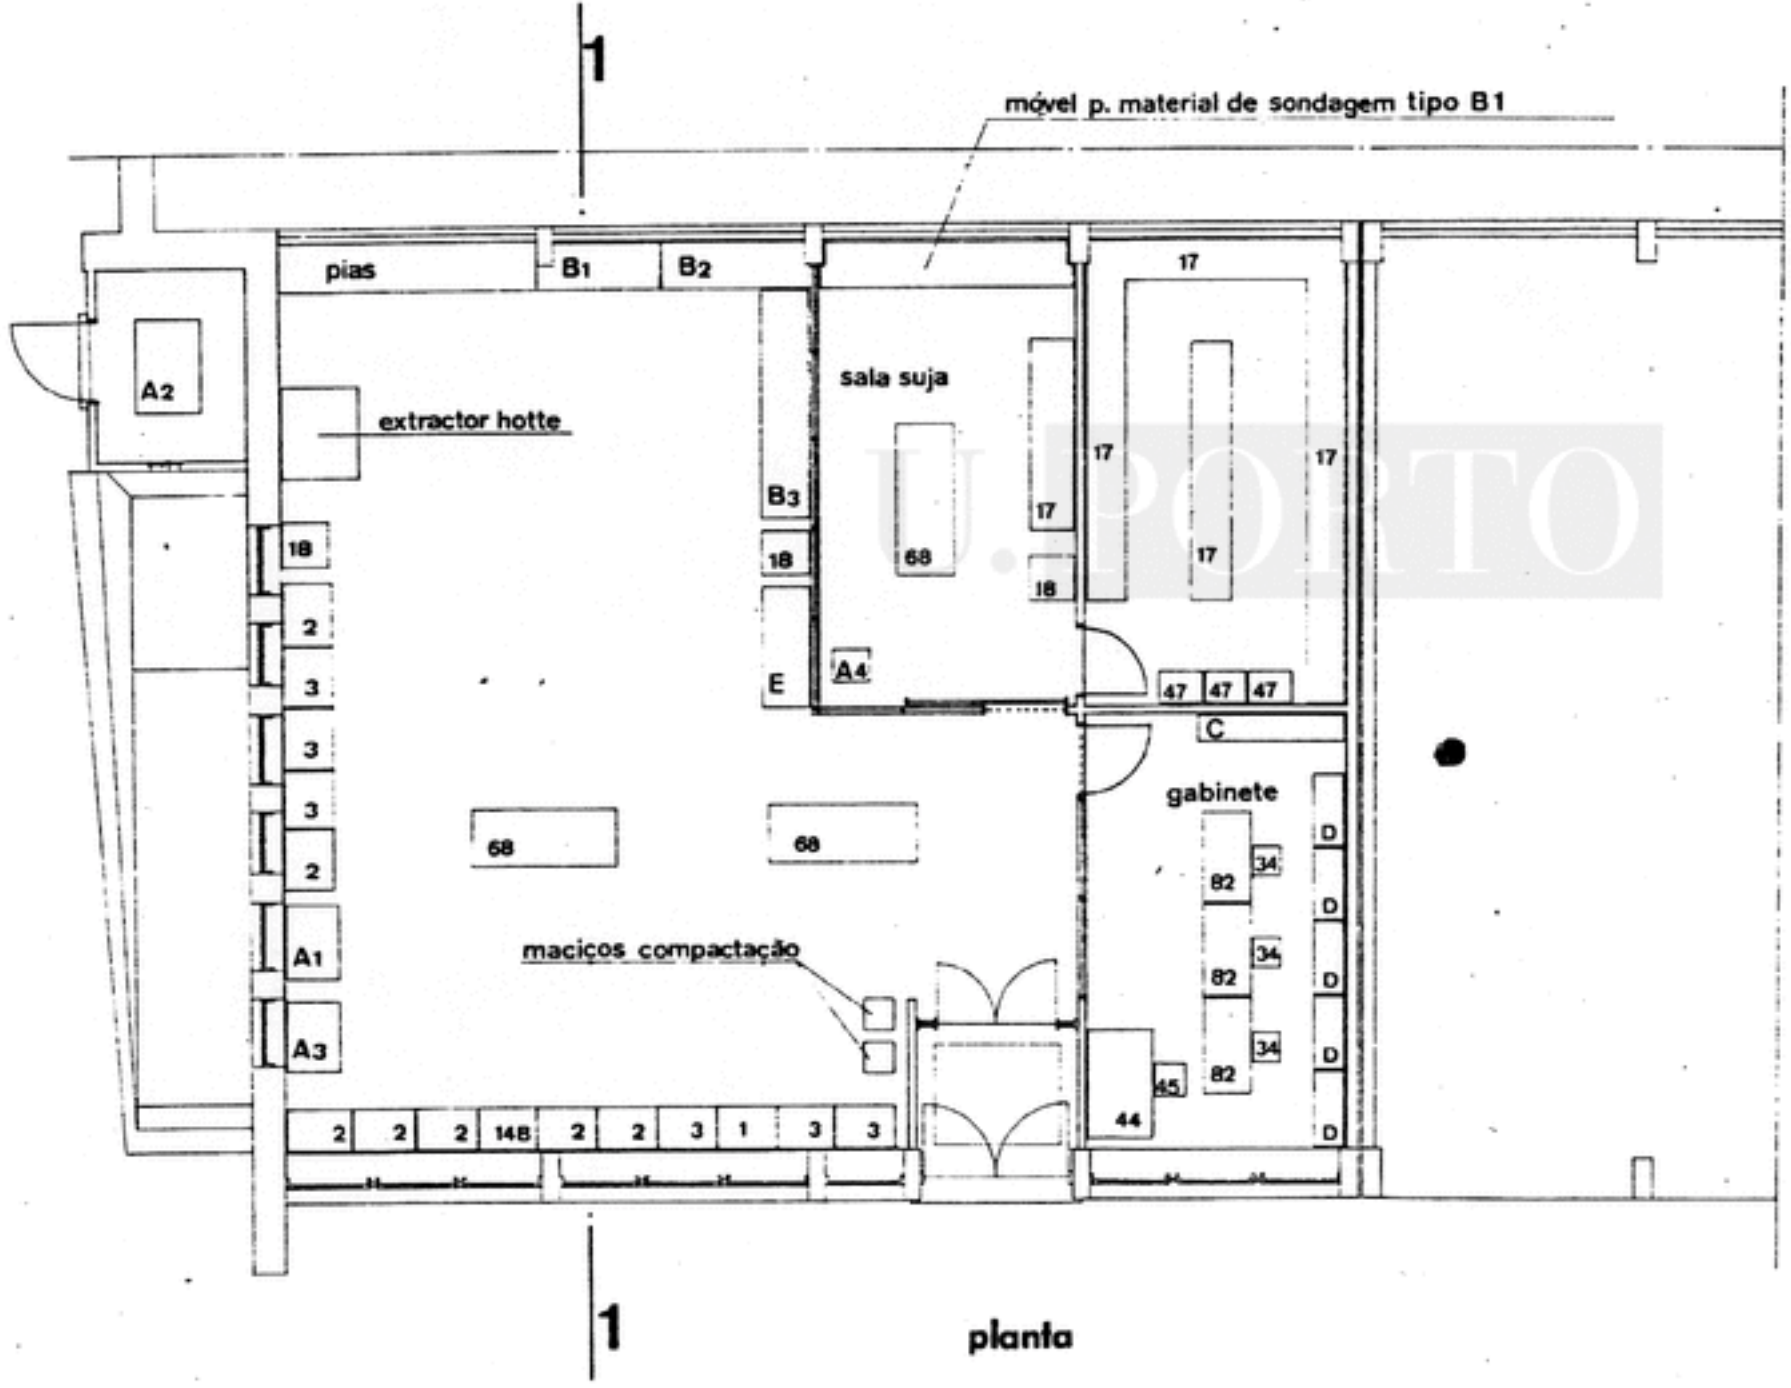 1
móvel p. material de sondagem tipo B1
pias
B1
B2
17
A2
sala suja
extractor hotte
17
17
U. PORTO
B3
17
18
18
68
17
18
2
3
E
A4
47 47 47
C
3
3
gabinete
D
68
68
82
34
2
D
maciços compactação
A1
82
34
D
A3
82
34
D
45
44
2 2 2 14B 2 2 3 1 3 3
D
1
planta